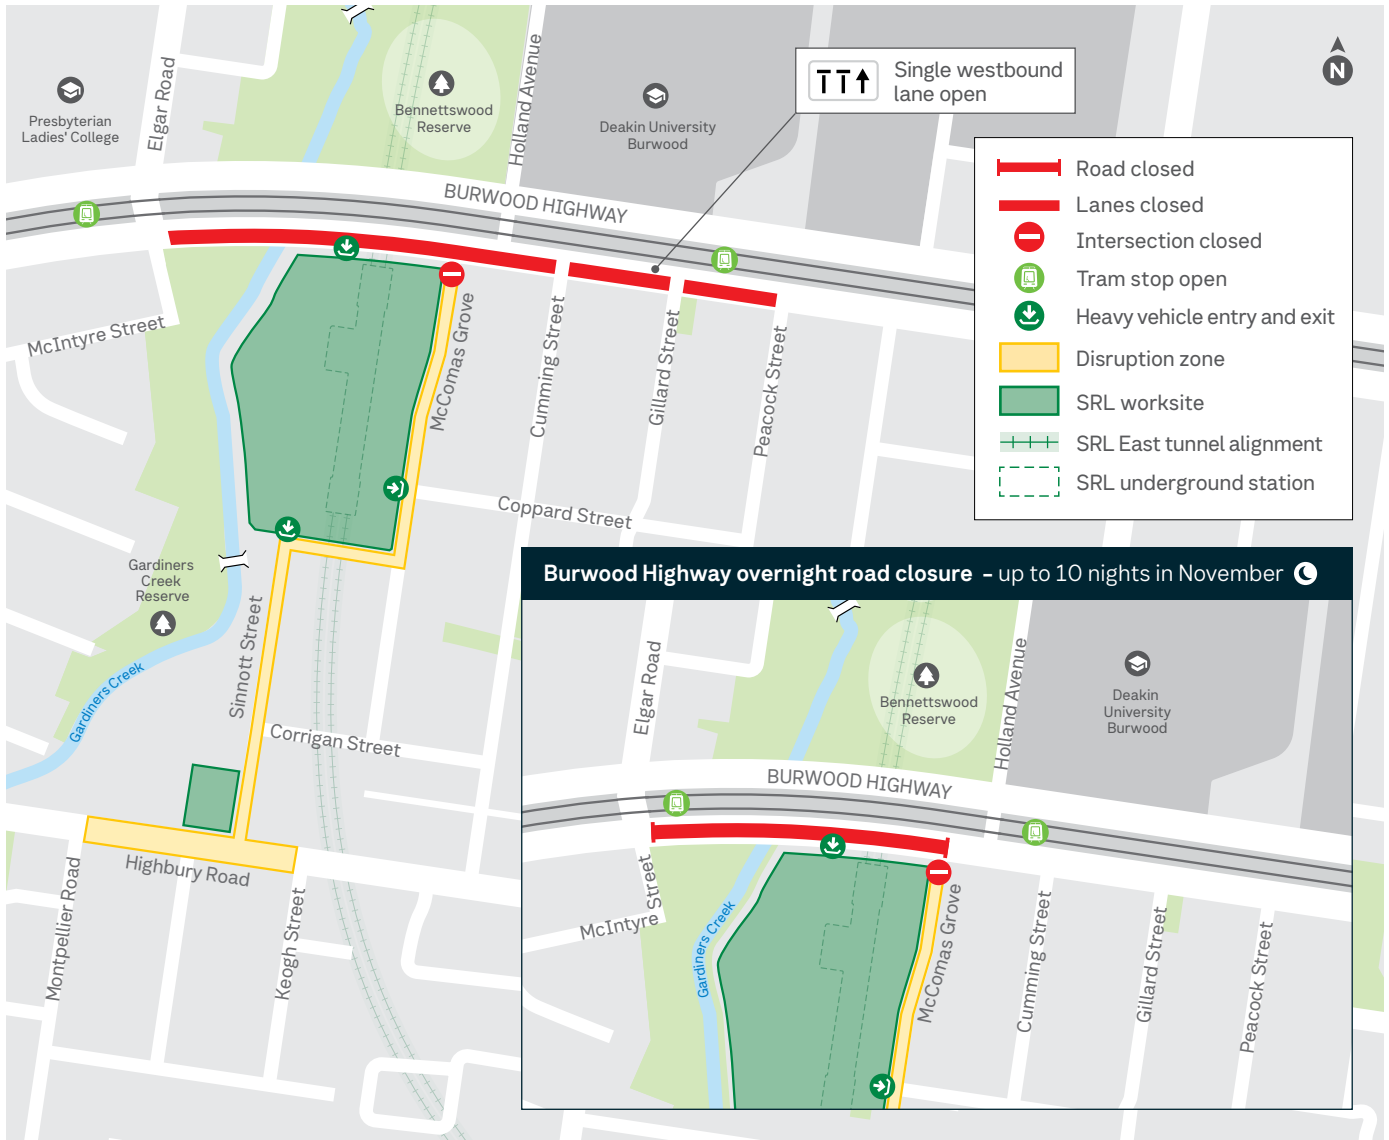 Elgar Road
Presbyterian
Ladies' College
Bennettswood
Reserve
Holland Avenue
Deakin University
Burwood
Single westbound
lane open
N
BURWOOD HIGHWAY
Road closed
Lanes closed
Intersection closed
Tram stop open
Heavy vehicle entry and exit
Disruption zone
SRL worksite
SRL East tunnel alignment
SRL underground station
McIntyre Street
McComas Grove
Cumming Street
Gillard Street
Peacock Street
Coppard Street
Gardiners
Creek
Reserve
Gardiners Creek
Sinnott Street
Corrigan Street
Highbury Road
Montpellier Road
Keogh Street
Burwood Highway overnight road closure – up to 10 nights in November
Elgar Road
Bennettswood
Reserve
Holland Avenue
Deakin
University
Burwood
BURWOOD HIGHWAY
McIntyre Street
Gardiners Creek
McComas Grove
Cumming Street
Gillard Street
Peacock Street